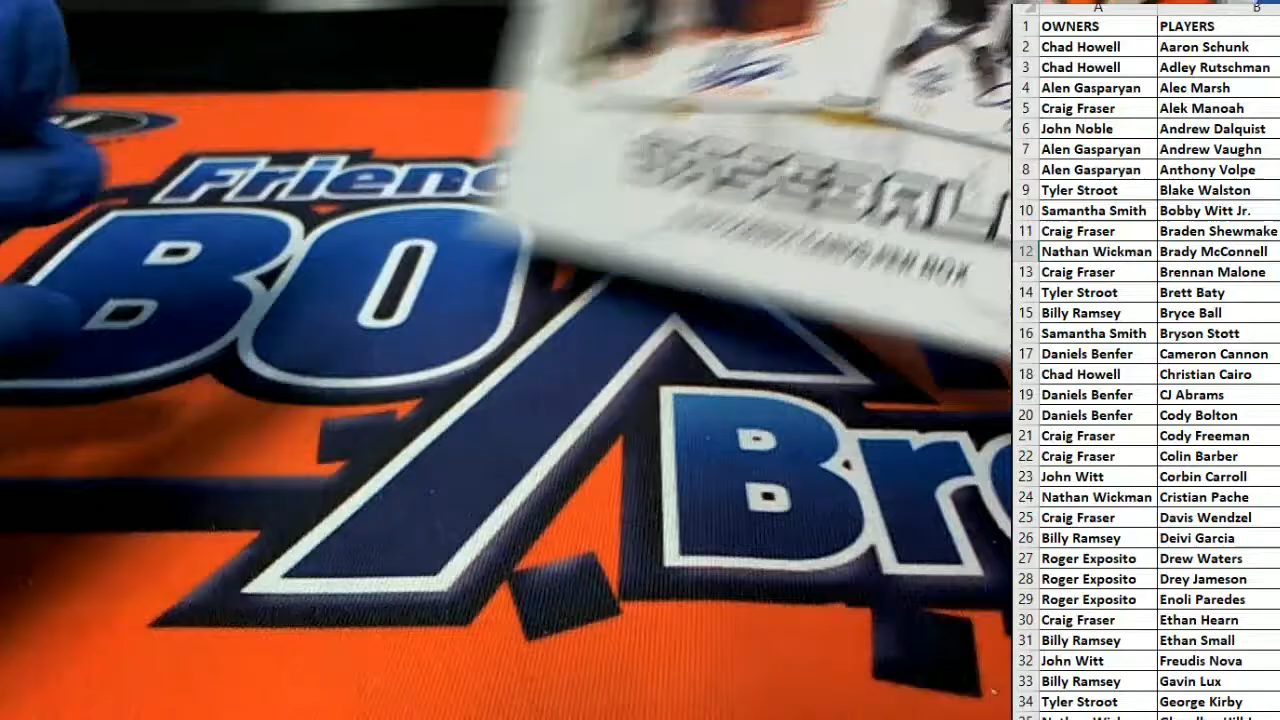 Frien
BO
Br
BASEBALL
A B
1 OWNERS PLAYERS
2 Chad Howell Aaron Schunk
3 Chad Howell Adley Rutschman
4 Alen Gasparyan Alec Marsh
5 Craig Fraser Alek Manoah
6 John Noble Andrew Dalquist
7 Alen Gasparyan Andrew Vaughn
8 Alen Gasparyan Anthony Volpe
9 Tyler Stroot Blake Walston
10 Samantha Smith Bobby Witt Jr.
11 Craig Fraser Braden Shewmake
12 Nathan Wickman Brady McConnell
13 Craig Fraser Brennan Malone
14 Tyler Stroot Brett Baty
15 Billy Ramsey Bryce Ball
16 Samantha Smith Bryson Stott
17 Daniels Benfer Cameron Cannon
18 Chad Howell Christian Cairo
19 Daniels Benfer CJ Abrams
20 Daniels Benfer Cody Bolton
21 Craig Fraser Cody Freeman
22 Craig Fraser Colin Barber
23 John Witt Corbin Carroll
24 Nathan Wickman Cristian Pache
25 Craig Fraser Davis Wendzel
26 Billy Ramsey Deivi Garcia
27 Roger Exposito Drew Waters
28 Roger Exposito Drey Jameson
29 Roger Exposito Enoli Paredes
30 Craig Fraser Ethan Hearn
31 Billy Ramsey Ethan Small
32 John Witt Freudis Nova
33 Billy Ramsey Gavin Lux
34 Tyler Stroot George Kirby